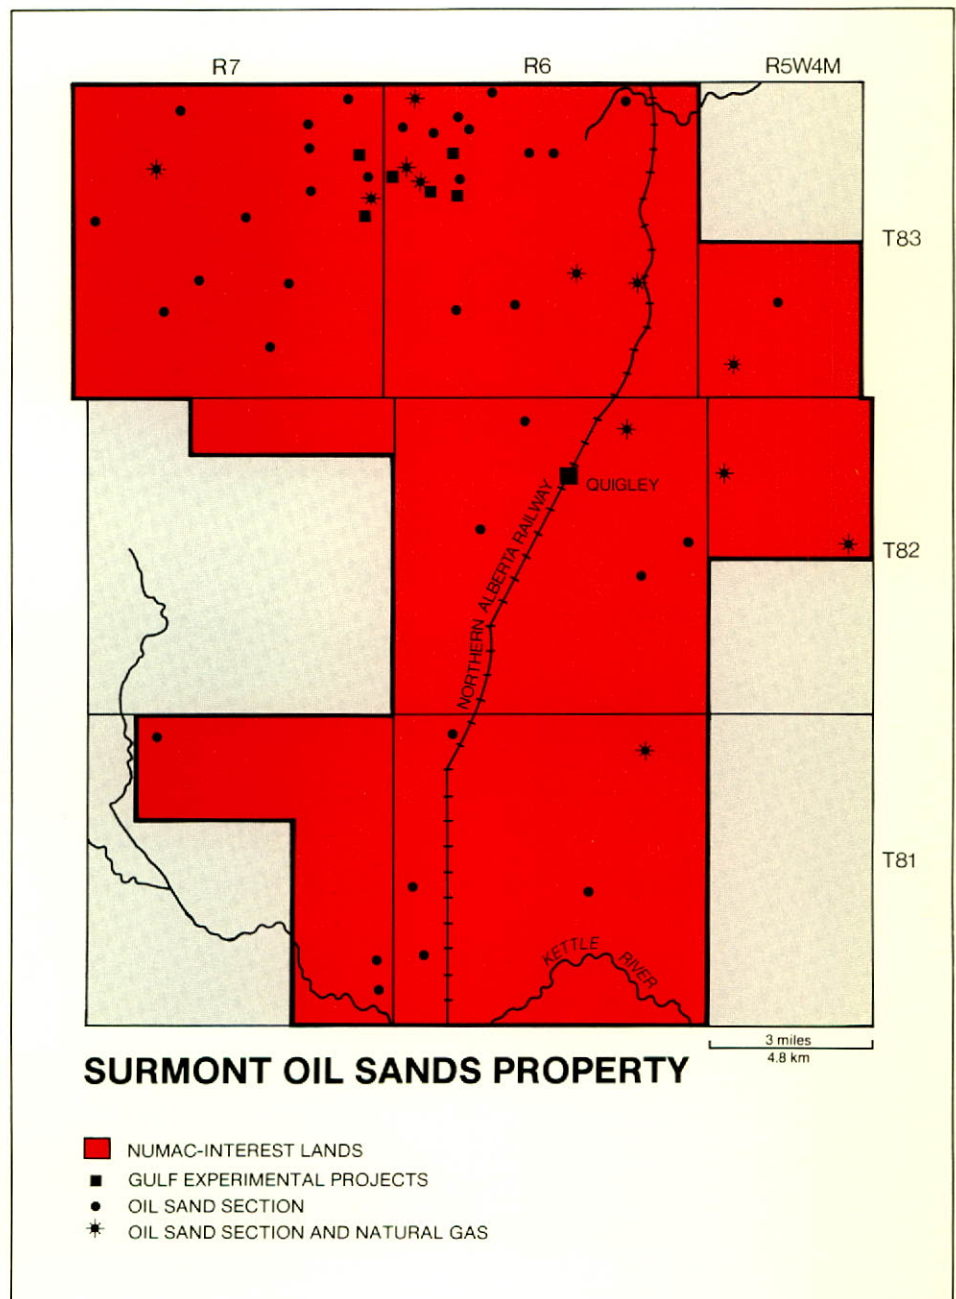 R7 R6 R5W4M
T83
QUIGLEY
NORTHERN ALBERTA RAILWAY
T82
T81
KETTLE RIVER
3 miles
4.8 km
SURMONT OIL SANDS PROPERTY
NUMAC-INTEREST LANDS
GULF EXPERIMENTAL PROJECTS
OIL SAND SECTION
OIL SAND SECTION AND NATURAL GAS